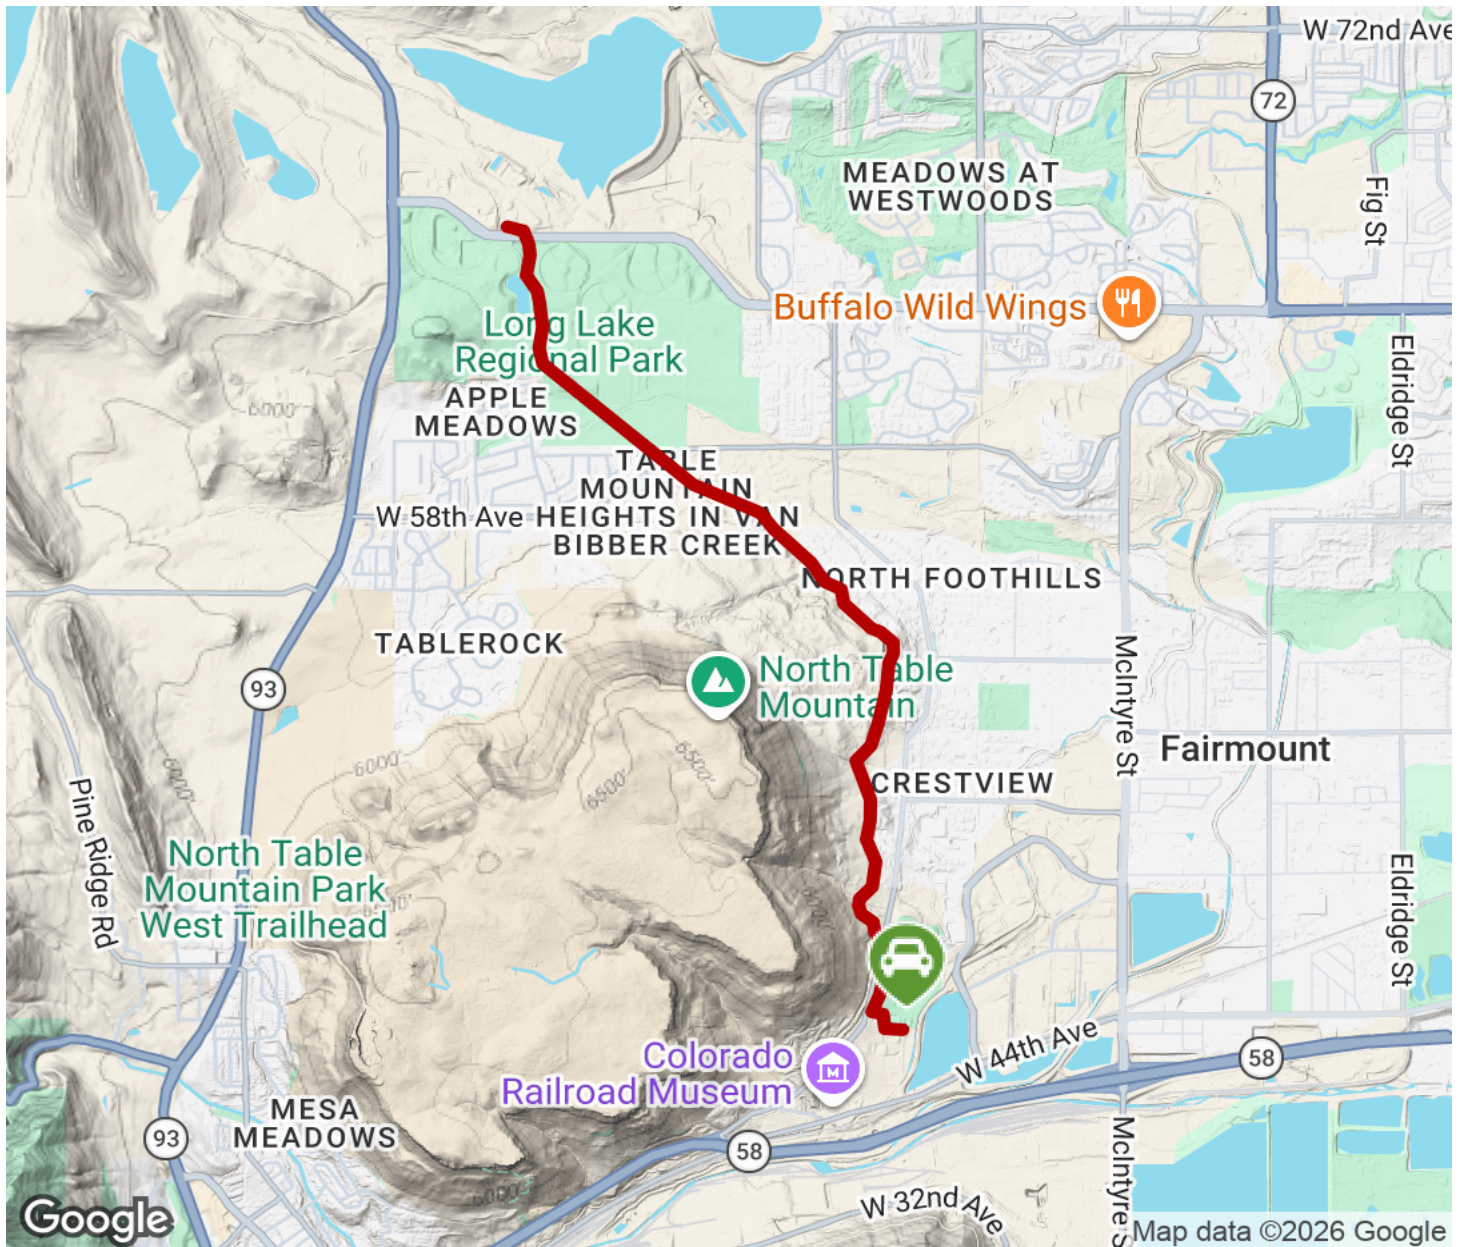 W 72nd Ave
72
MEADOWS AT
WESTWOODS
Fig St
Buffalo Wild Wings
Long Lake
Regional Park
Eldridge St
APPLE
MEADOWS
6000'
TABLE
MOUNTAIN
HEIGHTS IN VAN
BIBBER CREEK
W 58th Ave
NORTH FOOTHILLS
TABLEROCK
North Table
Mountain
McIntyre St
93
Fairmount
6500'
6500'
6000'
6000'
CRESTVIEW
Pine Ridge Rd
North Table
Mountain Park
West Trailhead
Eldridge St
W 44th Ave
Colorado
Railroad Museum
M
58
MESA
MEADOWS
93
58
McIntyre S
6000'
W 32nd Ave
Google
Map data ©2026 Google